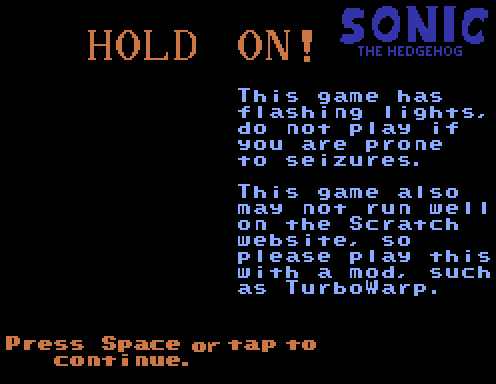 HOLD ON!
SONIC
THE HEDGEHOG
This game has
flashing lights,
do not play if
you are prone
to seizures.
This game also
may not run well
on the Scratch
website, so
please play this
with a mod, such
as TurboWarp.
Press Space or tap to
continue.